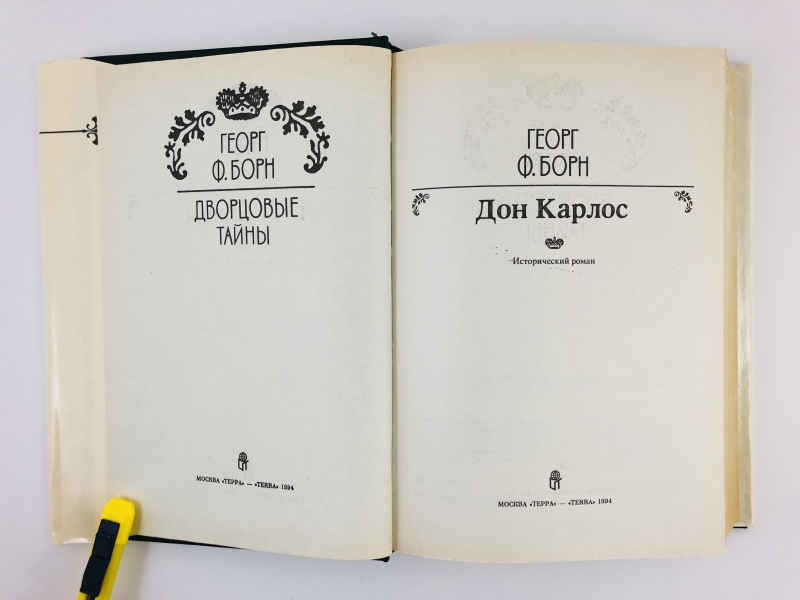 ГЕОРГ
Ф. БОРН
ДВОРЦОВЫЕ
ТАЙНЫ
МОСКВА «ТЕРРА» — «TERRA» 1994
ГЕОРГ
Ф. БОРН
Дон Карлос
Исторический роман
МОСКВА «ТЕРРА» — «TERRA» 1994